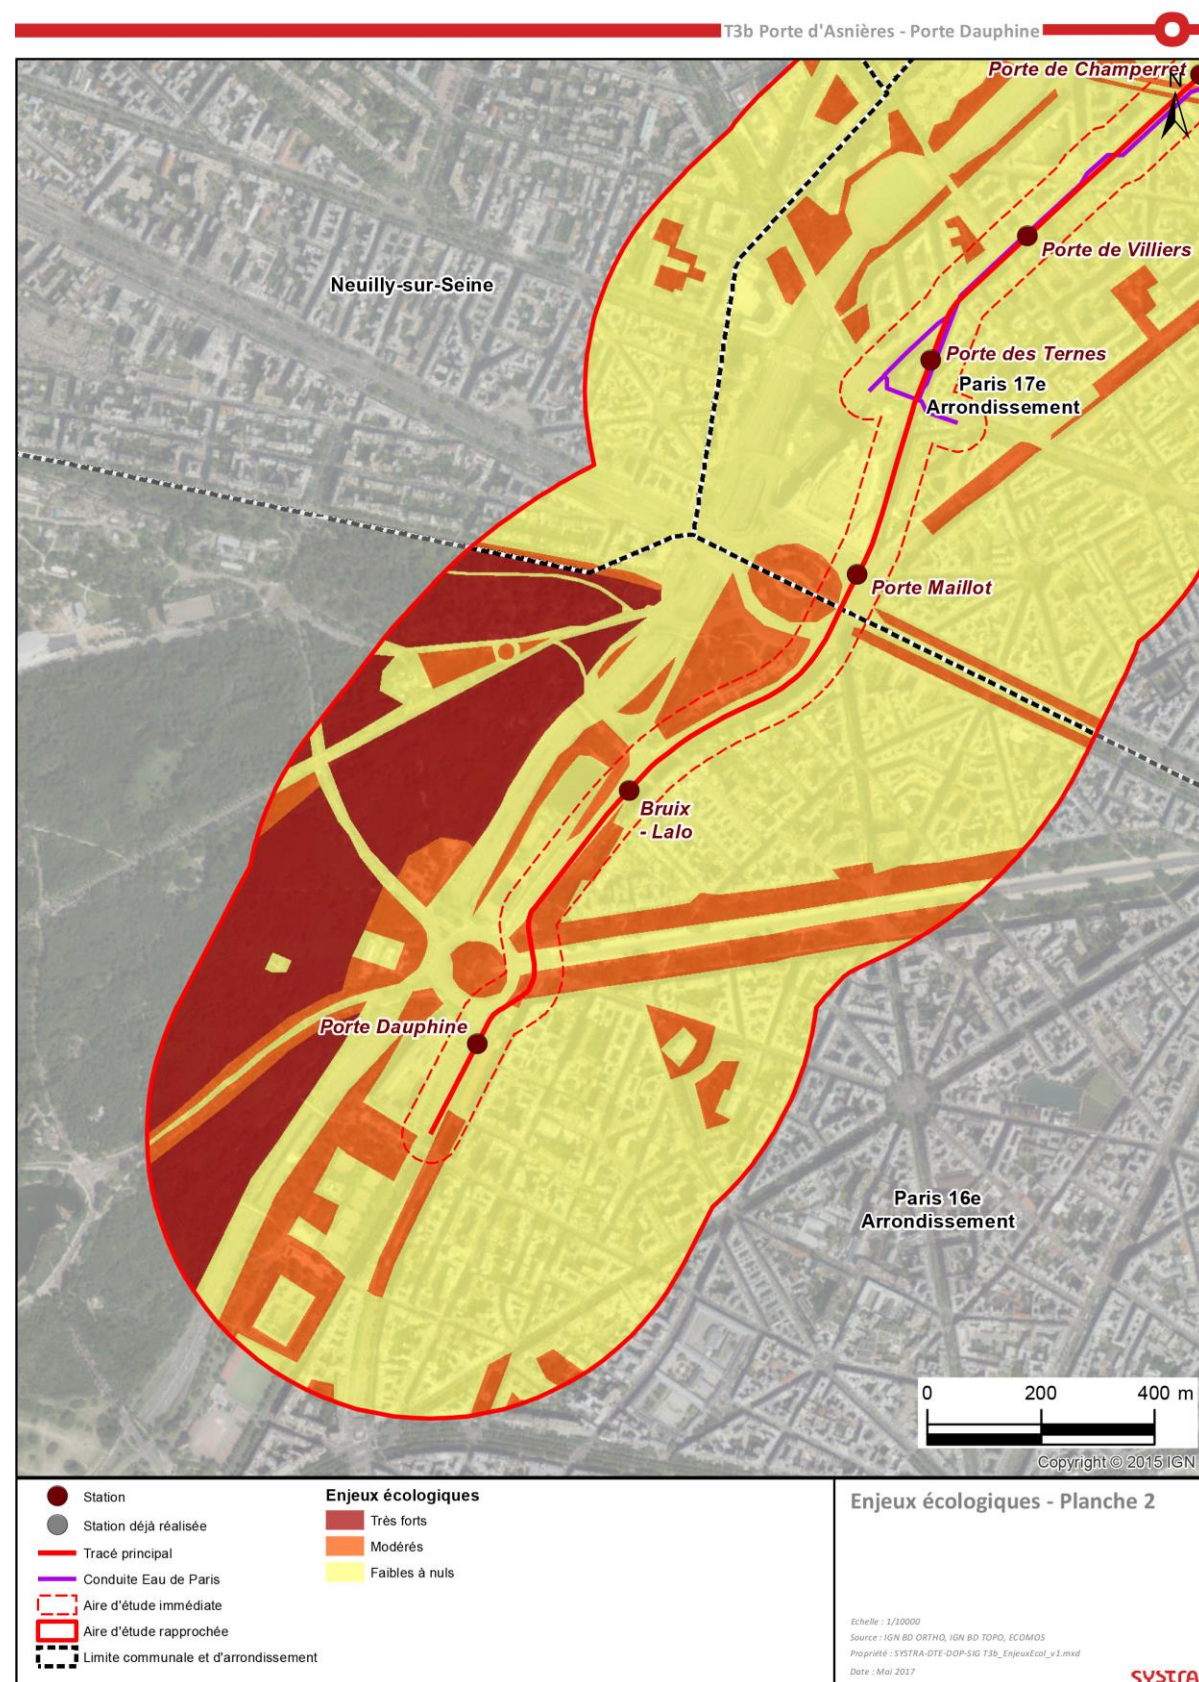 T3b Porte d'Asnières - Porte Dauphine
Porte de Champerret
N
Porte de Villiers
Neuilly-sur-Seine
Porte des Ternes
Paris 17e
Arrondissement
Porte Maillot
Bruix
- Lalo
Porte Dauphine
Paris 16e
Arrondissement
0 200 400 m
Copyright © 2015 IGN
Station
Station déjà réalisée
Tracé principal
Conduite Eau de Paris
Aire d'étude immédiate
Aire d'étude rapprochée
Limite communale et d'arrondissement
Enjeux écologiques
Très forts
Modérés
Faibles à nuls
Enjeux écologiques - Planche 2
Echelle : 1/10000
Source : IGN BD ORTHO, IGN BD TOPO, ECOMOS
Propriété : SYSTRA-DTE-DOP-SIG T3b_EnjeuxEcol_v1.mxd
Date : Mai 2017
SYSTRA